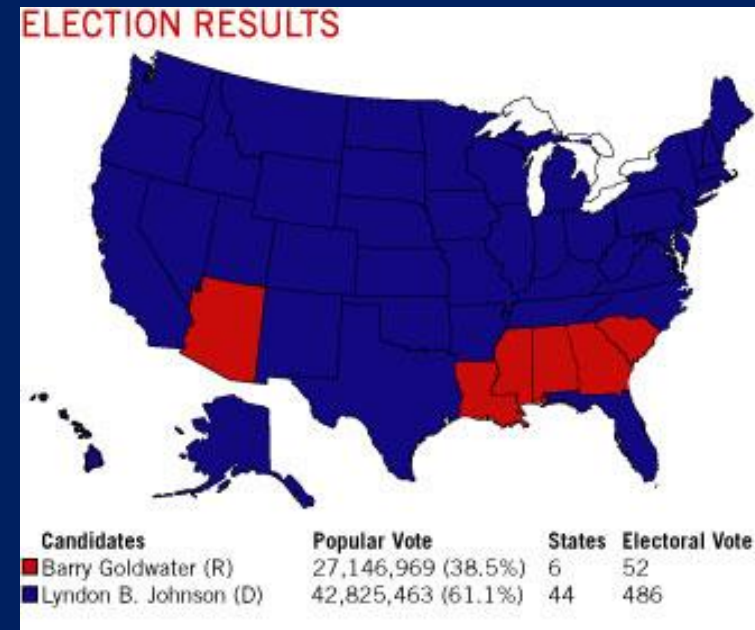 ELECTION RESULTS
Candidates Popular Vote States Electoral Vote
Barry Goldwater (R) 27,146,969 (38.5%) 6 52
Lyndon B. Johnson (D) 42,825,463 (61.1%) 44 486